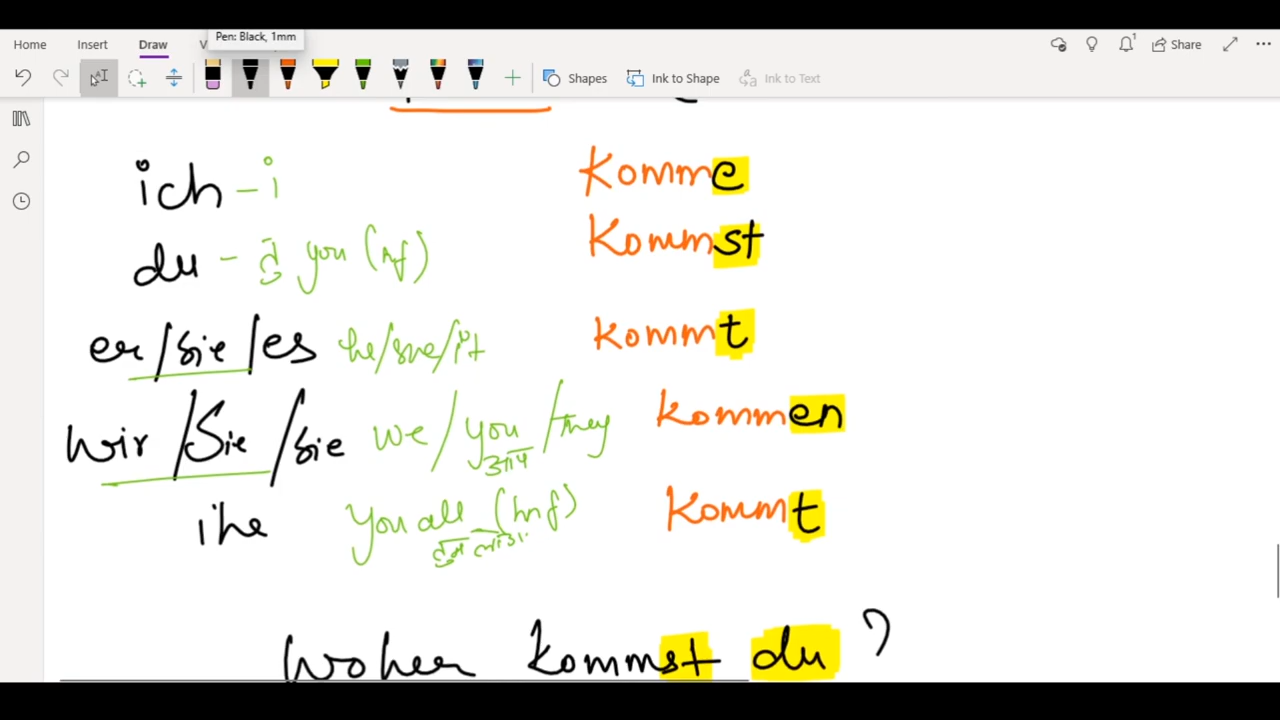 Pen: Black, 1mm
Home Insert Draw V
Share
Shapes Ink to Shape Ink to Text
ich - i Komme
du - तू you (inf) Kommst
er/sie/es he/she/it kommt
wir/Sie/sie we/you/they kommen
आप
ihr You all (inf) Kommt
तुम
Woher kommst du ?